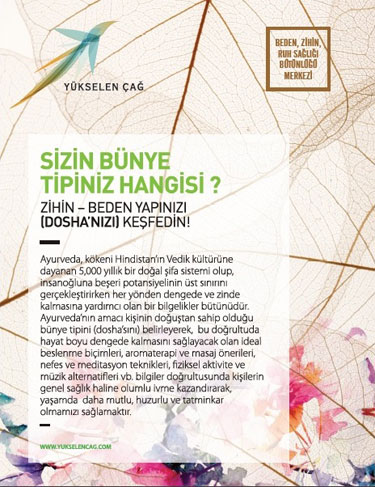 YÜKSELEN ÇAĞ
BEDEN, ZİHİN,
RUH SAĞLIĞI
BÜTÜNLÜĞÜ
MERKEZİ
SİZİN BÜNYE
TİPİNİZ HANGİSİ ?
ZİHİN – BEDEN YAPINIZI
(DOSHA'NIZI) KEŞFEDİN!
Ayurveda, kökeni Hindistan'ın Vedik kültürüne
dayanan 5,000 yıllık bir doğal şifa sistemi olup,
insanoğluna beşeri potansiyelinin üst sınırını
gerçekleştirirken her yönden dengede ve zinde
kalmasına yardımcı olan bir bilgelikler bütünüdür.
Ayurveda'nın amacı kişinin doğuştan sahip olduğu
bünye tipini (dosha'sını) belirleyerek, bu doğrultuda
hayat boyu dengede kalmasını sağlayacak olan ideal
beslenme biçimleri, aromaterapi ve masaj önerileri,
nefes ve meditasyon teknikleri, fiziksel aktivite ve
müzik alternatifleri vb. bilgiler doğrultusunda kişilerin
genel sağlık haline olumlu ivme kazandırarak,
yaşamda daha mutlu, huzurlu ve tatminkar
olmanızı sağlamaktır.
WWW.YUKSELENCAG.COM